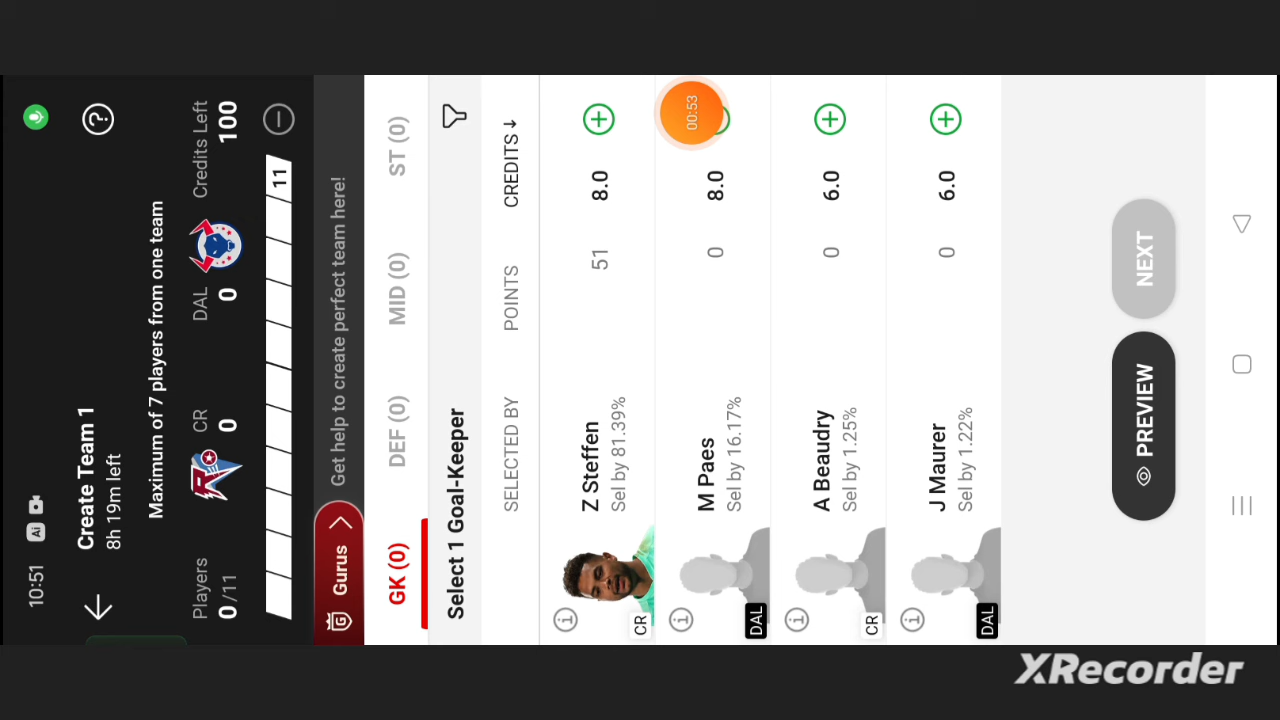 10:51 Ai
Create Team 1
8h 19m left
Maximum of 7 players from one team
Players CR DAL Credits Left
0/11 0 0 100
11
Gurus Get help to create perfect team here!
GK (0) DEF (0) MID (0) ST (0)
Select 1 Goal-Keeper
SELECTED BY POINTS CREDITS
Z Steffen 51 8.0
Sel by 81.39%
CR
M Paes 0 8.0
Sel by 16.17%
DAL
00:53
A Beaudry 0 6.0
Sel by 1.25%
CR
J Maurer 0 6.0
Sel by 1.22%
DAL
PREVIEW NEXT
XRecorder